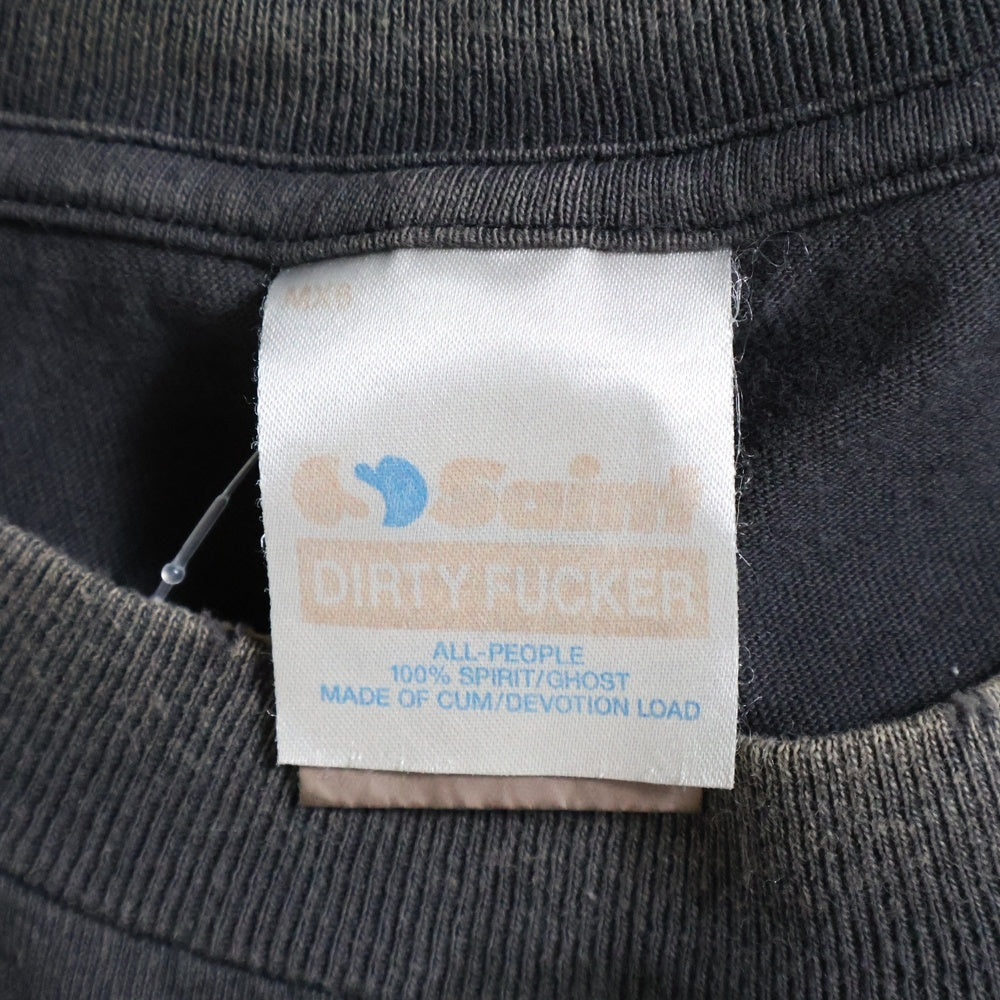 Saint
DIRTY FUCKER
ALL-PEOPLE
100% SPIRIT/GHOST
MADE OF CUM/DEVOTION LOAD